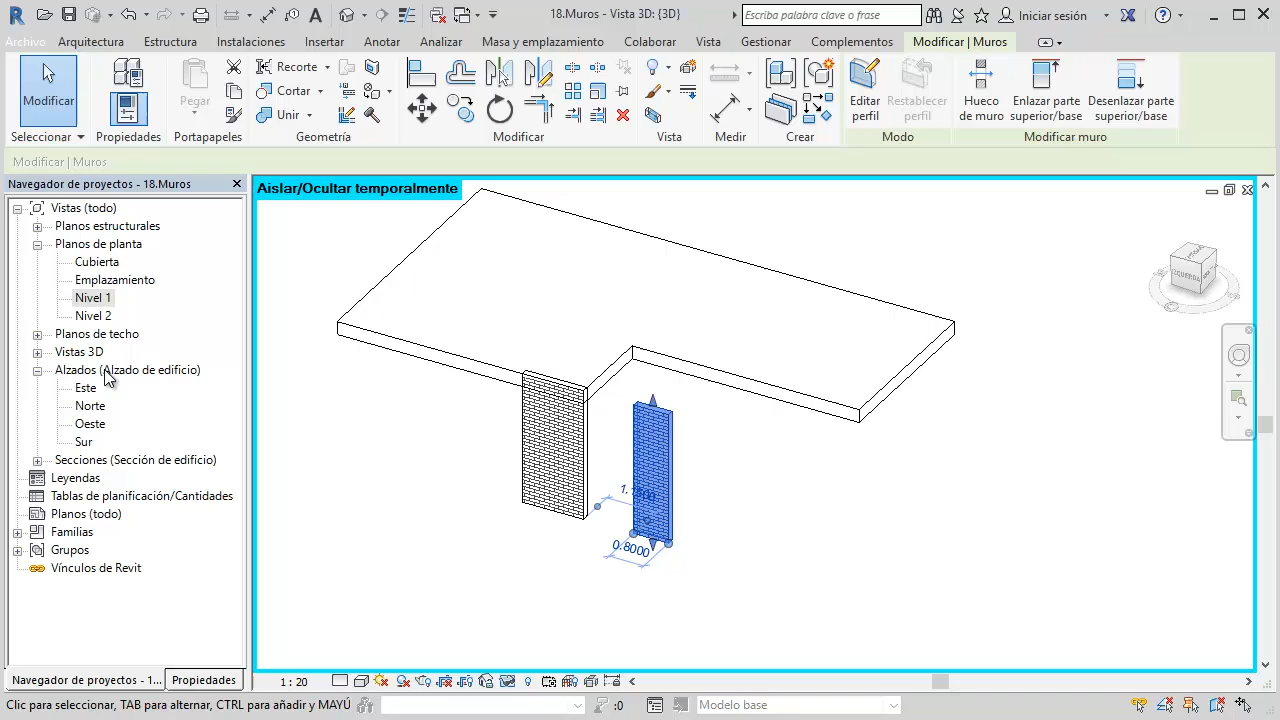 18.Muros - Vista 3D: {3D}
Escriba palabra clave o frase
Iniciar sesión
Archivo
Arquitectura
Estructura
Instalaciones
Insertar
Anotar
Analizar
Masa y emplazamiento
Colaborar
Vista
Gestionar
Complementos
Modificar | Muros
Modificar
Pegar
Recorte
Cortar
Unir
Editar
perfil
Restablecer
perfil
Hueco
de muro
Enlazar parte
superior/base
Desenlazar parte
superior/base
Seleccionar
Propiedades
Portapapeles
Geometría
Modificar
Vista
Medir
Crear
Modo
Modificar muro
Modificar | Muros
Navegador de proyectos - 18.Muros
Vistas (todo)
Planos estructurales
Planos de planta
Cubierta
Emplazamiento
Nivel 1
Nivel 2
Planos de techo
Vistas 3D
Alzados (Alzado de edificio)
Este
Norte
Oeste
Sur
Secciones (Sección de edificio)
Leyendas
Tablas de planificación/Cantidades
Planos (todo)
Familias
Grupos
Vínculos de Revit
Navegador de proyectos - 1...
Propiedades
Aislar/Ocultar temporalmente
0.8000
1 : 20
Clic para seleccionar, TAB para alternar, CTRL para añadir y MAYÚ
:0
Modelo base